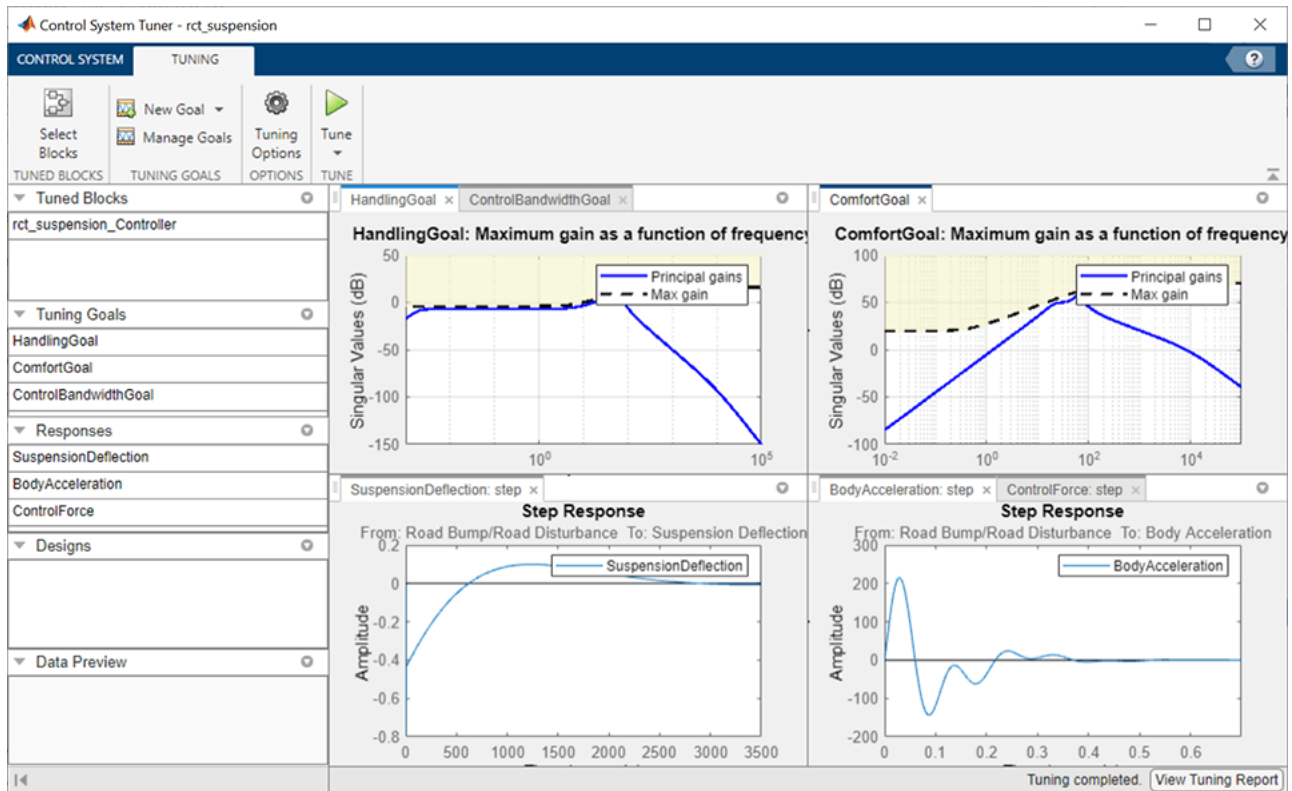 Control System Tuner - rct_suspension
CONTROL SYSTEM TUNING
?
Select Blocks
New Goal
Manage Goals
Tuning Options
Tune
TUNED BLOCKS TUNING GOALS OPTIONS TUNE
Tuned Blocks
rct_suspension_Controller
Tuning Goals
HandlingGoal
ComfortGoal
ControlBandwidthGoal
Responses
SuspensionDeflection
BodyAcceleration
ControlForce
Designs
Data Preview
HandlingGoal × ControlBandwidthGoal ×
HandlingGoal: Maximum gain as a function of frequency
Singular Values (dB)
50
0
-50
-100
-150
10^0 10^5
Principal gains
Max gain
ComfortGoal ×
ComfortGoal: Maximum gain as a function of frequency
Singular Values (dB)
100
50
0
-50
-100
10^-2 10^0 10^2 10^4
Principal gains
Max gain
SuspensionDeflection: step ×
Step Response
From: Road Bump/Road Disturbance To: Suspension Deflection
Amplitude
0.2
0
-0.2
-0.4
-0.6
-0.8
0 500 1000 1500 2000 2500 3000 3500
SuspensionDeflection
BodyAcceleration: step × ControlForce: step ×
Step Response
From: Road Bump/Road Disturbance To: Body Acceleration
Amplitude
300
200
100
0
-100
-200
0 0.1 0.2 0.3 0.4 0.5 0.6
BodyAcceleration
Tuning completed. View Tuning Report